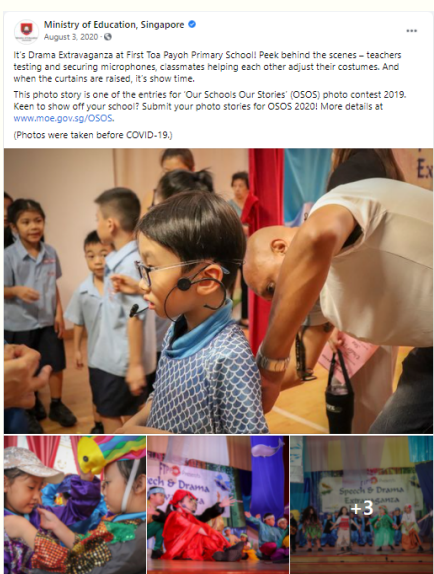 Ministry of Education, Singapore
August 3, 2020 ·
It's Drama Extravaganza at First Toa Payoh Primary School! Peek behind the scenes – teachers
testing and securing microphones, classmates helping each other adjust their costumes. And
when the curtains are raised, it's show time.
This photo story is one of the entries for 'Our Schools Our Stories' (OSOS) photo contest 2019.
Keen to show off your school? Submit your photo stories for OSOS 2020! More details at
www.moe.gov.sg/OSOS.
(Photos were taken before COVID-19.)
Ex
Speech & Drama
Extravaganza
Speech & Drama
Extravaganza
+3